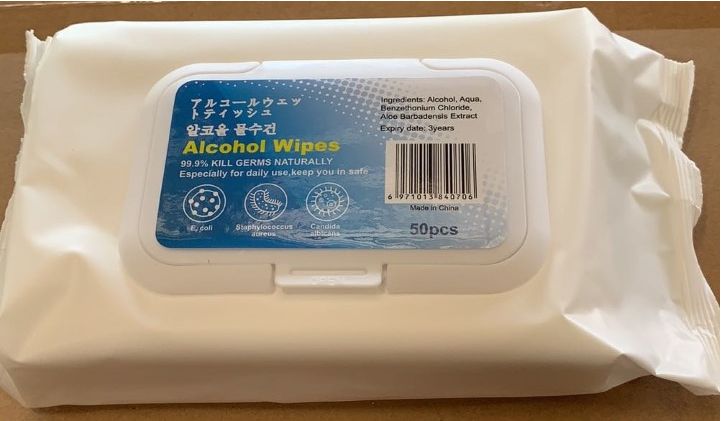 アルコールウェッ
トティッシュ
알코올 물수건
Alcohol Wipes
99.9% KILL GERMS NATURALLY
Especially for daily use,keep you in safe
E. coli
Staphylococcus
aureus
Candida
albicans
Ingredients: Alcohol, Aqua,
Benzethonium Chloride,
Aloe Barbadensis Extract
Expiry date: 3years
6 971013 840706
Made in China
50pcs
OPEN